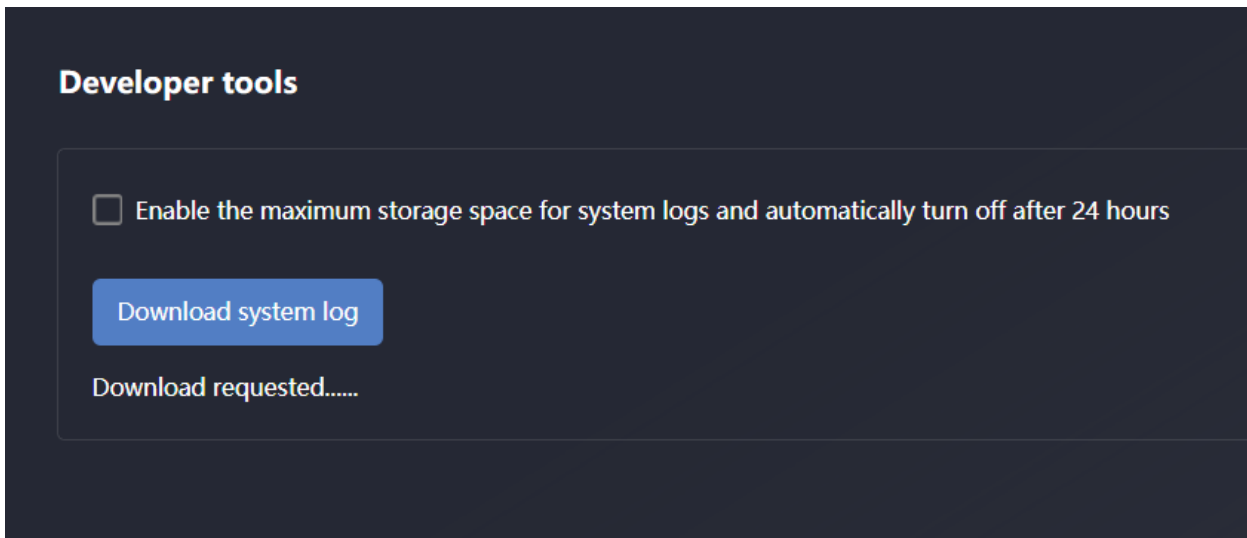 Developer tools
Enable the maximum storage space for system logs and automatically turn off after 24 hours
Download system log
Download requested......